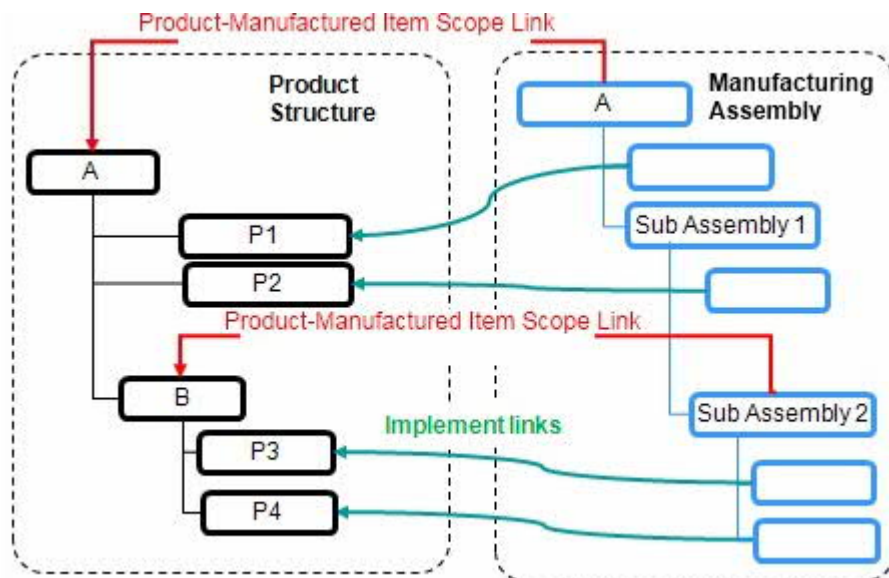 Product-Manufactured Item Scope Link
Product
Structure
Manufacturing
Assembly
A
A
P1
Sub Assembly 1
P2
Product-Manufactured Item Scope Link
B
Sub Assembly 2
Implement links
P3
P4